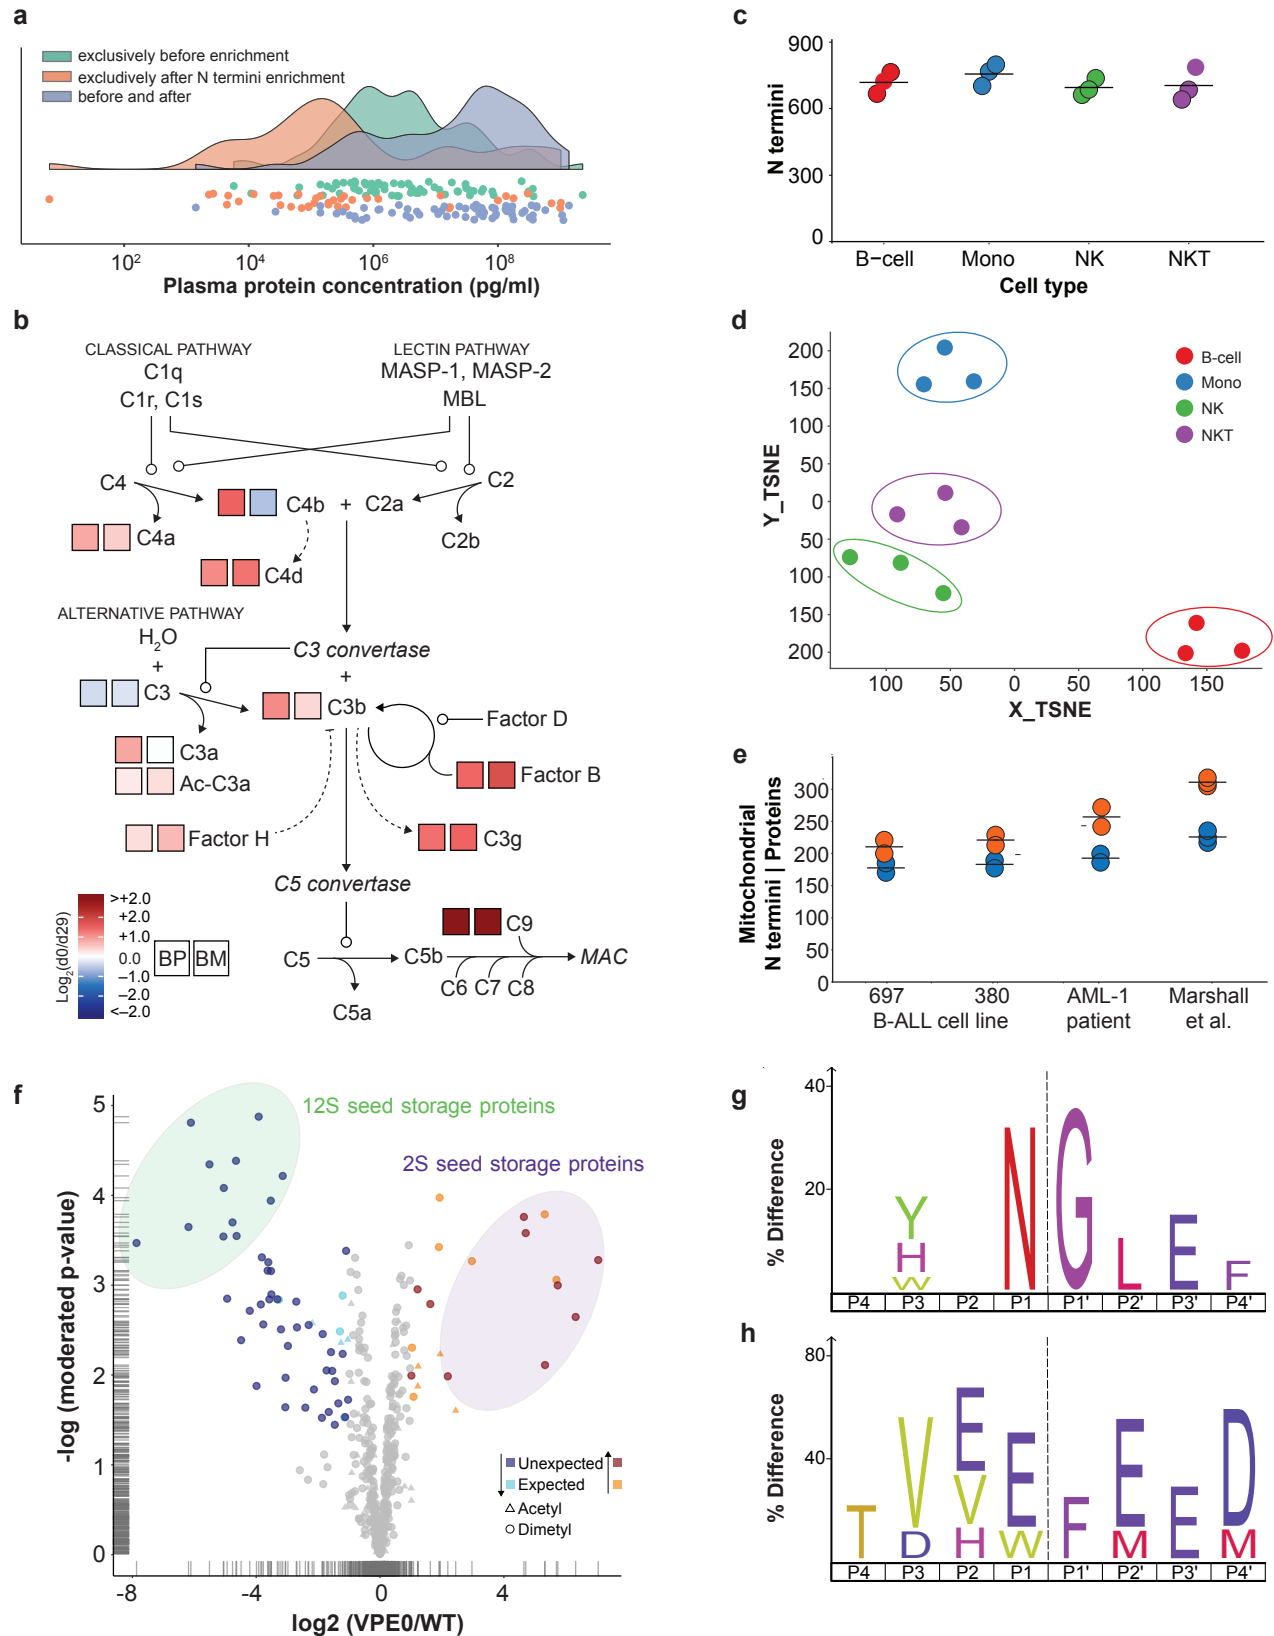 a
exclusively before enrichment
excludively after N termini enrichment
before and after
10²
10⁴
10⁶
10⁸
Plasma protein concentration (pg/ml)
b
CLASSICAL PATHWAY
C1q
C1r, C1s
LECTIN PATHWAY
MASP-1, MASP-2
MBL
C4
C4b
+
C2a
C2
C4a
C2b
C4d
ALTERNATIVE PATHWAY
H₂O
+
C3
C3 convertase
+
C3b
Factor D
C3a
Ac-C3a
Factor B
Factor H
C3g
C5 convertase
Log₂(d0/d29)
>+2.0
+2.0
+1.0
0.0
–1.0
–2.0
<–2.0
BP BM
C9
C5
C5b
MAC
C6 C7 C8
C5a
c
900
600
300
0
N termini
B–cell
Mono
NK
NKT
Cell type
d
200
150
100
50
0
50
100
150
200
Y_TSNE
B-cell
Mono
NK
NKT
100
50
0
50
100
150
X_TSNE
e
300
250
200
150
100
50
0
Mitochondrial
N termini | Proteins
697
380
AML-1
Marshall
B-ALL cell line
patient
et al.
f
12S seed storage proteins
2S seed storage proteins
5
4
3
2
1
0
-log (moderated p-value)
Unexpected
Expected
Acetyl
Dimetyl
-8
-4
0
4
log2 (VPE0/WT)
g
40
20
% Difference
Y
H
W
N
G
L
E
F
P4 P3 P2 P1 P1' P2' P3' P4'
h
80
40
% Difference
T
V
D
E
V
H
E
W
F
E
M
E
D
M
P4 P3 P2 P1 P1' P2' P3' P4'